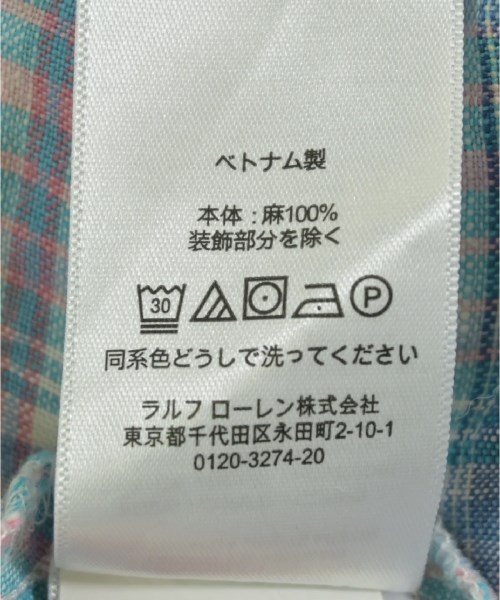 ベトナム製
本体:麻100%
装飾部分を除く
30 P
同系色どうしで洗ってください
ラルフ ローレン株式会社
東京都千代田区永田町2-10-1
0120-3274-20